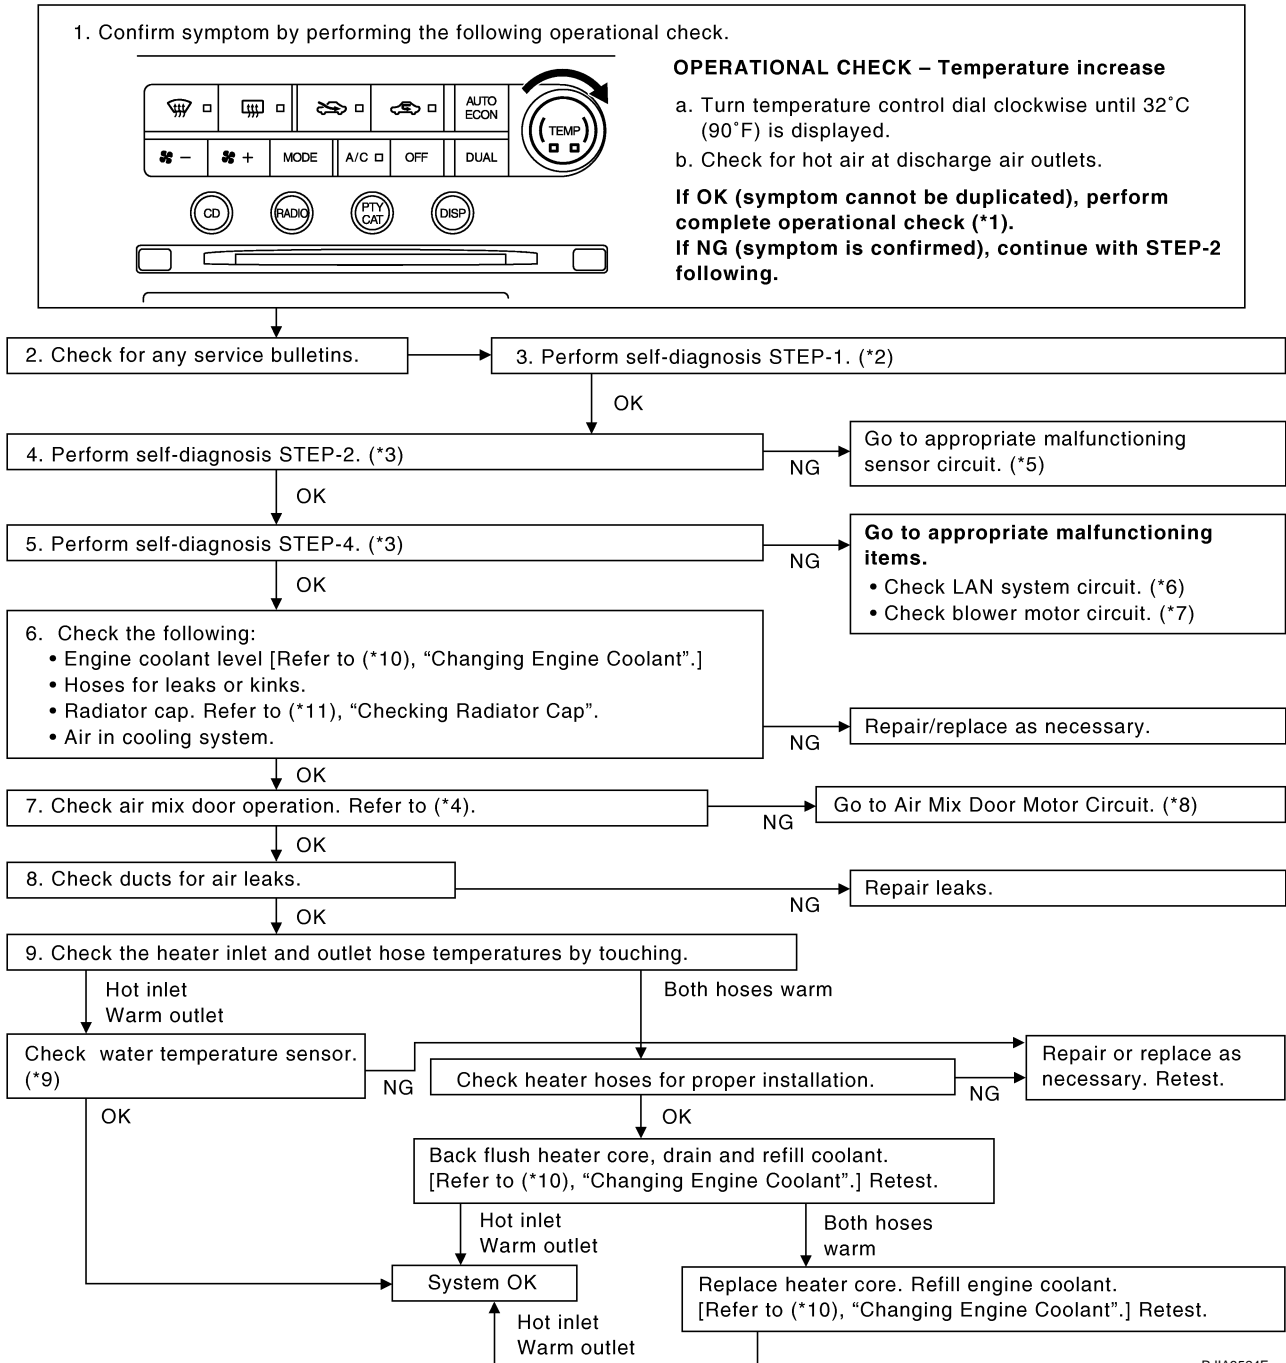 1. Confirm symptom by performing the following operational check.
AUTO
ECON
TEMP
−
+
MODE
A/C
OFF
DUAL
CD
RADIO
PTY
CAT
DISP
OPERATIONAL CHECK – Temperature increase
a. Turn temperature control dial clockwise until 32˚C
(90˚F) is displayed.
b. Check for hot air at discharge air outlets.
If OK (symptom cannot be duplicated), perform
complete operational check (*1).
If NG (symptom is confirmed), continue with STEP-2
following.
2. Check for any service bulletins.
3. Perform self-diagnosis STEP-1. (*2)
OK
4. Perform self-diagnosis STEP-2. (*3)
NG
Go to appropriate malfunctioning
sensor circuit. (*5)
OK
5. Perform self-diagnosis STEP-4. (*3)
NG
Go to appropriate malfunctioning
items.
• Check LAN system circuit. (*6)
• Check blower motor circuit. (*7)
OK
6. Check the following:
• Engine coolant level [Refer to (*10), “Changing Engine Coolant”.]
• Hoses for leaks or kinks.
• Radiator cap. Refer to (*11), “Checking Radiator Cap”.
• Air in cooling system.
NG
Repair/replace as necessary.
OK
7. Check air mix door operation. Refer to (*4).
NG
Go to Air Mix Door Motor Circuit. (*8)
OK
8. Check ducts for air leaks.
NG
Repair leaks.
OK
9. Check the heater inlet and outlet hose temperatures by touching.
Hot inlet
Warm outlet
Both hoses warm
Check water temperature sensor.
(*9)
NG
Check heater hoses for proper installation.
NG
Repair or replace as
necessary. Retest.
OK
OK
Back flush heater core, drain and refill coolant.
[Refer to (*10), “Changing Engine Coolant”.] Retest.
Hot inlet
Warm outlet
Both hoses
warm
System OK
Replace heater core. Refill engine coolant.
[Refer to (*10), “Changing Engine Coolant”.] Retest.
Hot inlet
Warm outlet